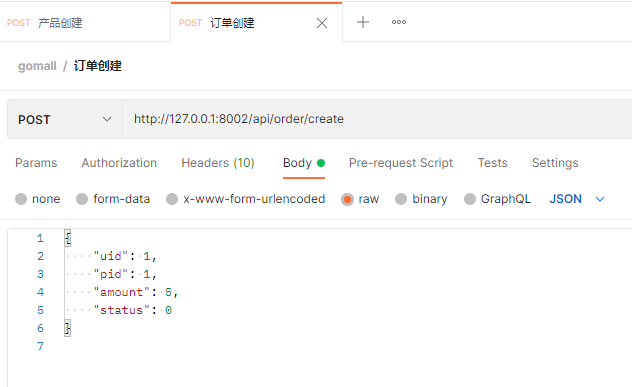 POST 产品创建 POST 订单创建
gomall / 订单创建
POST http://127.0.0.1:8002/api/order/create
Params Authorization Headers (10) Body Pre-request Script Tests Settings
none form-data x-www-form-urlencoded raw binary GraphQL JSON
1 {
2 "uid": 1,
3 "pid": 1,
4 "amount": 5,
5 "status": 0
6 }
7